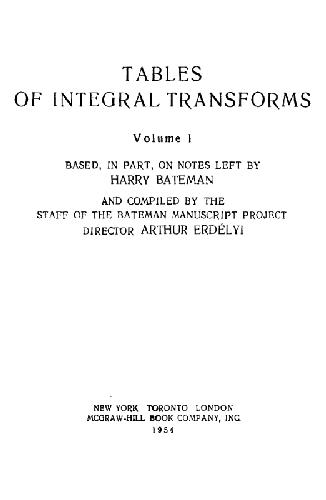 TABLES
OF INTEGRAL TRANSFORMS
Volume I
BASED, IN PART, ON NOTES LEFT BY
HARRY BATEMAN
AND COMPILED BY THE
STAFF OF THE BATEMAN MANUSCRIPT PROJECT
DIRECTOR ARTHUR ERDÉLYI
NEW YORK TORONTO LONDON
MCGRAW-HILL BOOK COMPANY, INC.
1954